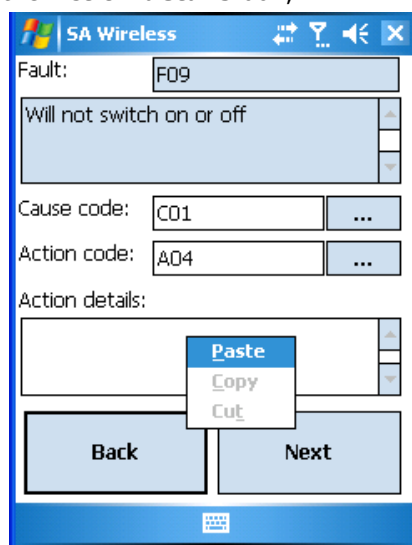 SA Wireless
Fault: F09
Will not switch on or off
Cause code: C01 ...
Action code: A04 ...
Action details:
Paste
Copy
Cut
Back Next